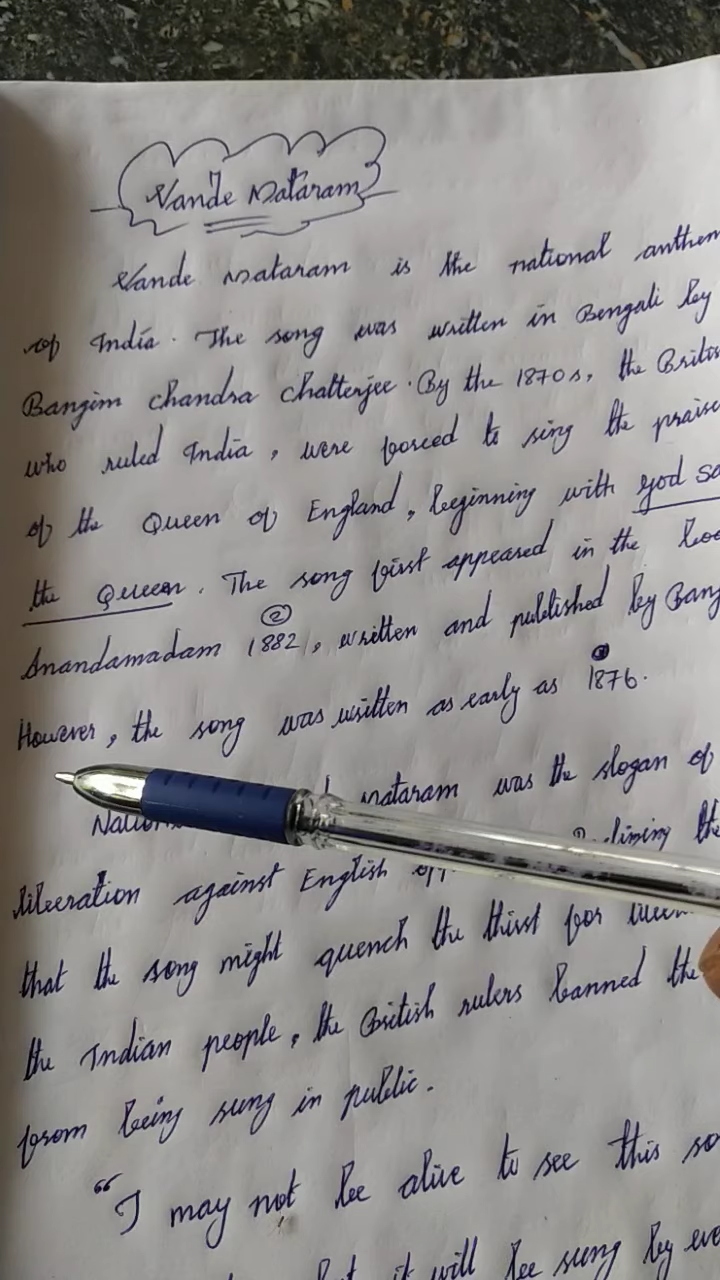 Vande Mataram
Vande Mataram is the national anthem
of India. The song was written in Bengali by
Bangim chandra chatterjee. By the 1870s, the
who ruled India, were forced to sing the praise
of the Queen of England, beginning with god
the Queen. The song first appeared in the
Anandamadam 1882, written and published by
However, the song was written as early as 1876.
mataram was the slogan of
liberation against English
that the song might quench the thirst for
the Indian people, the British rulers banned the
from being sung in public.
"I may not be alive to see this
it will be sung by